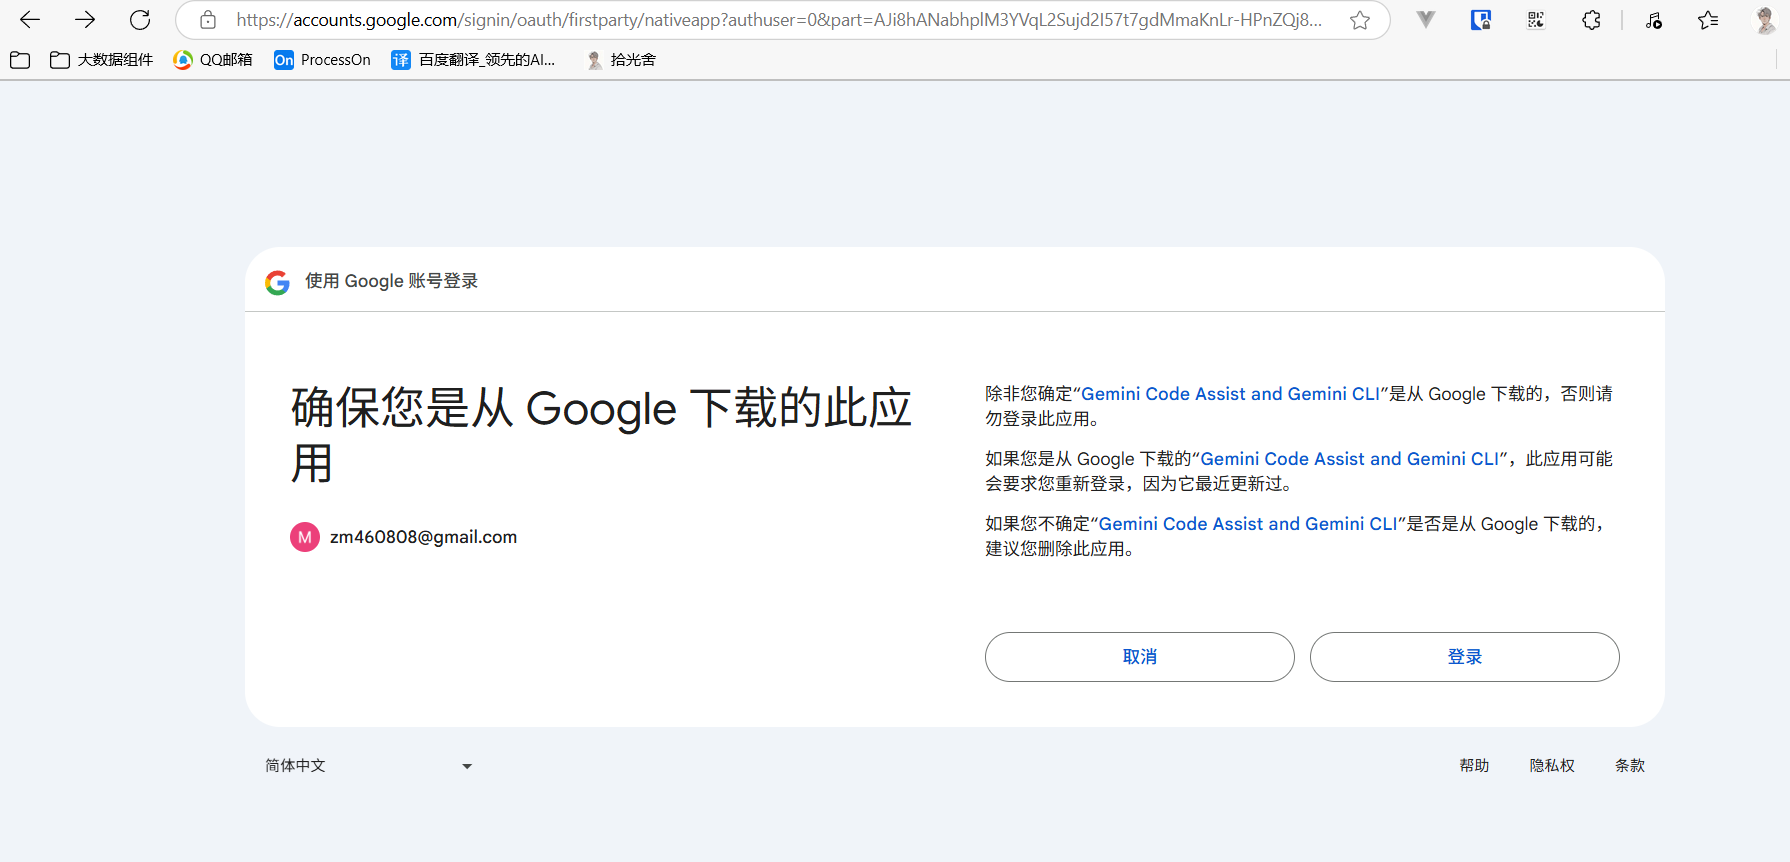 https://accounts.google.com/signin/oauth/firstparty/nativeapp?authuser=0&part=AJi8hANabhplM3YVqL2Sujd2I57t7gdMmaKnLr-HPnZQj8...
大数据组件
QQ邮箱
On ProcessOn
译 百度翻译_领先的AI...
拾光舍
使用 Google 账号登录
确保您是从 Google 下载的此应
用
M zm460808@gmail.com
除非您确定“Gemini Code Assist and Gemini CLI”是从 Google 下载的，否则请
勿登录此应用。
如果您是从 Google 下载的“Gemini Code Assist and Gemini CLI”，此应用可能
会要求您重新登录，因为它最近更新过。
如果您不确定“Gemini Code Assist and Gemini CLI”是否是从 Google 下载的，
建议您删除此应用。
取消
登录
简体中文
帮助
隐私权
条款